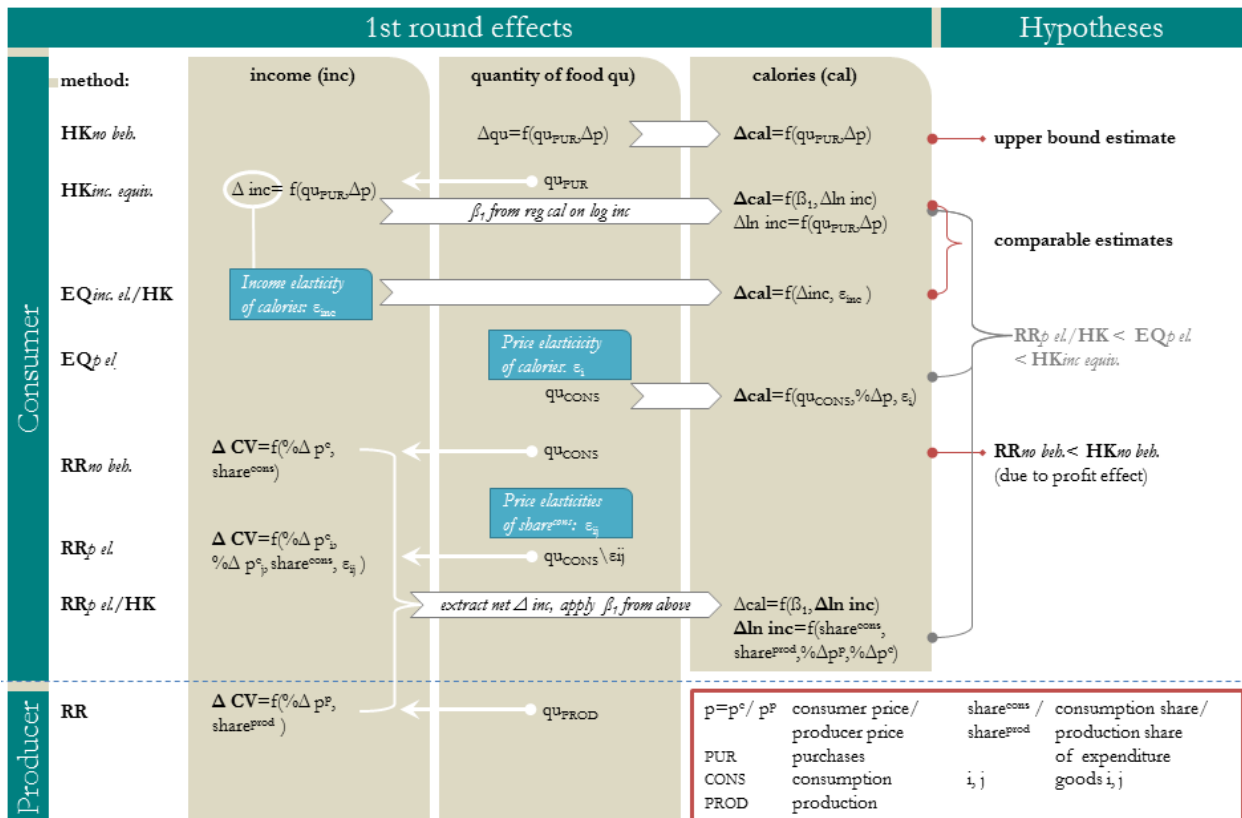 1st round effects
Hypotheses
Consumer
method:
income (inc)
quantity of food qu)
calories (cal)
HKno beh.
Δqu=f(quPUR,Δp)
Δcal=f(quPUR,Δp)
upper bound estimate
HKinc. equiv.
Δ inc= f(quPUR,Δp)
quPUR
ß1 from reg cal on log inc
Δcal=f(ß1, Δln inc)
Δln inc=f(quPUR,Δp)
comparable estimates
EQinc. el./HK
Income elasticity
of calories: εinc
Δcal=f(Δinc, εinc )
EQp el.
Price elasticicity
of calories. εi
quCONS
Δcal=f(quCONS,%Δp, εi)
RRp el./HK < EQp el.
< HKinc equiv.
RRno beh.
Δ CV=f(%Δ pᶜ,
shareᶜᵒⁿˢ)
quCONS
RRno beh.< HKno beh.
(due to profit effect)
Price elasticities
of shareᶜᵒⁿˢ: εij
RRp el.
Δ CV=f(%Δ pᶜi,
%Δ pᶜj, shareᶜᵒⁿˢ, εij )
quCONS\εij
RRp el./HK
extract net Δ inc, apply ß1 from above
Δcal=f(ß1, Δln inc)
Δln inc=f(shareᶜᵒⁿˢ,
shareᵖʳᵒᵈ,%Δpᵖ,%Δpᶜ)
Producer
RR
Δ CV=f(%Δ pᵖ,
shareᵖʳᵒᵈ )
quPROD
p=pᶜ/ pᵖ consumer price/
producer price
PUR purchases
CONS consumption
PROD production
shareᶜᵒⁿˢ / consumption share/
shareᵖʳᵒᵈ production share
of expenditure
i, j goods i, j